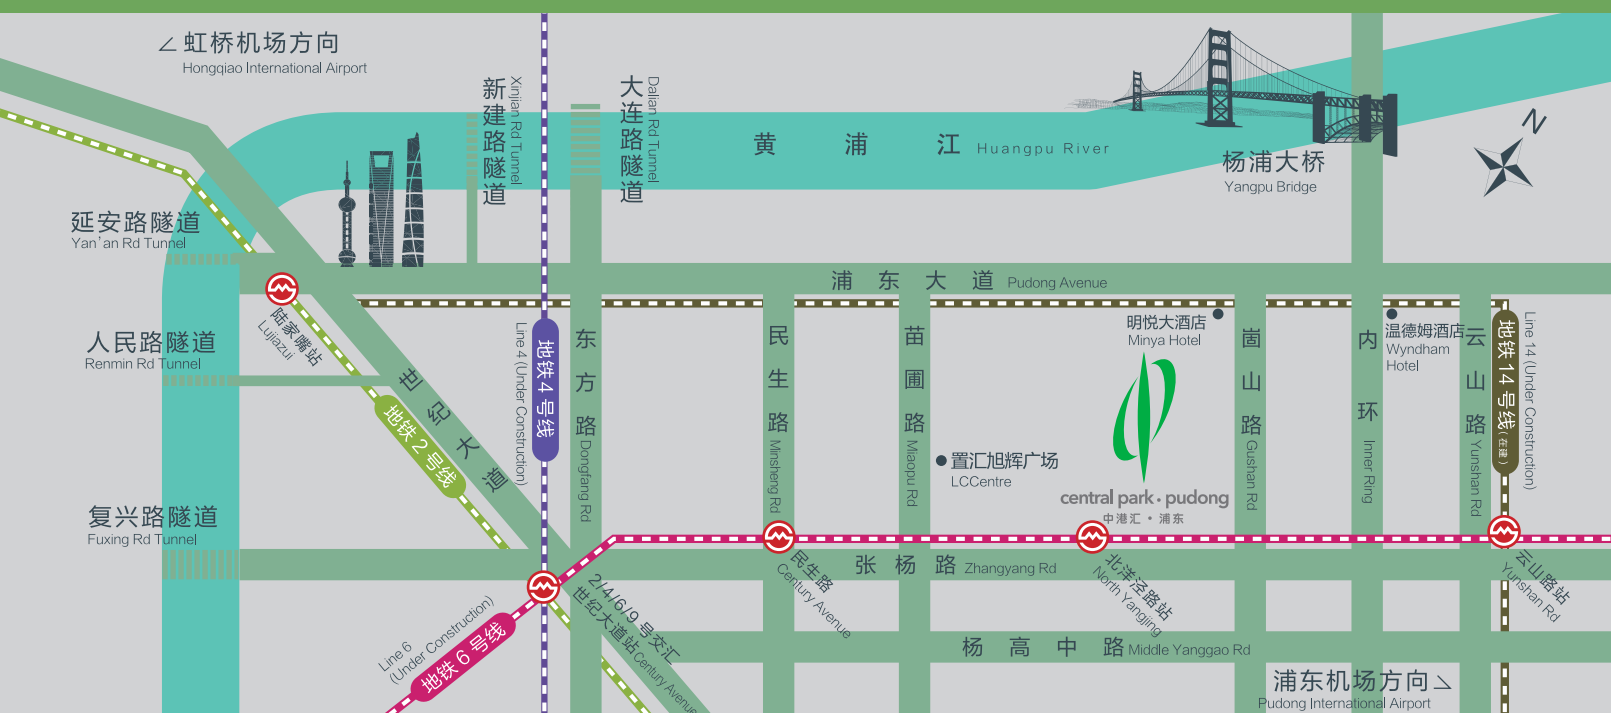 虹桥机场方向
Hongqiao International Airport
新建路隧道
Xinjian Rd Tunnel
大连路隧道
Dalian Rd Tunnel
黄浦江 Huangpu River
杨浦大桥
Yangpu Bridge
N
延安路隧道
Yan'an Rd Tunnel
浦东大道 Pudong Avenue
陆家嘴站
Lujiazui
人民路隧道
Renmin Rd Tunnel
世纪大道
地铁2号线
地铁4号线
Line 4 (Under Construction)
东方路 Dongfang Rd
民生路 Minsheng Rd
苗圃路 Miaopu Rd
明悦大酒店
Minya Hotel
崮山路 Gushan Rd
内环 Inner Ring
温德姆酒店
Wyndham
Hotel
云山路 Yunshan Rd
地铁14号线(在建)
Line 14 (Under Construction)
置汇旭辉广场
LCCentre
central park · pudong
中港汇·浦东
复兴路隧道
Fuxing Rd Tunnel
张杨路 Zhangyang Rd
民生路
Century Avenue
北洋泾路站
North Yangjing
云山路站
Yunshan Rd
2/4/6/9号交汇
世纪大道站 Century Avenue
Line 6
(Under Construction)
地铁6号线
杨高中路 Middle Yanggao Rd
浦东机场方向
Pudong International Airport